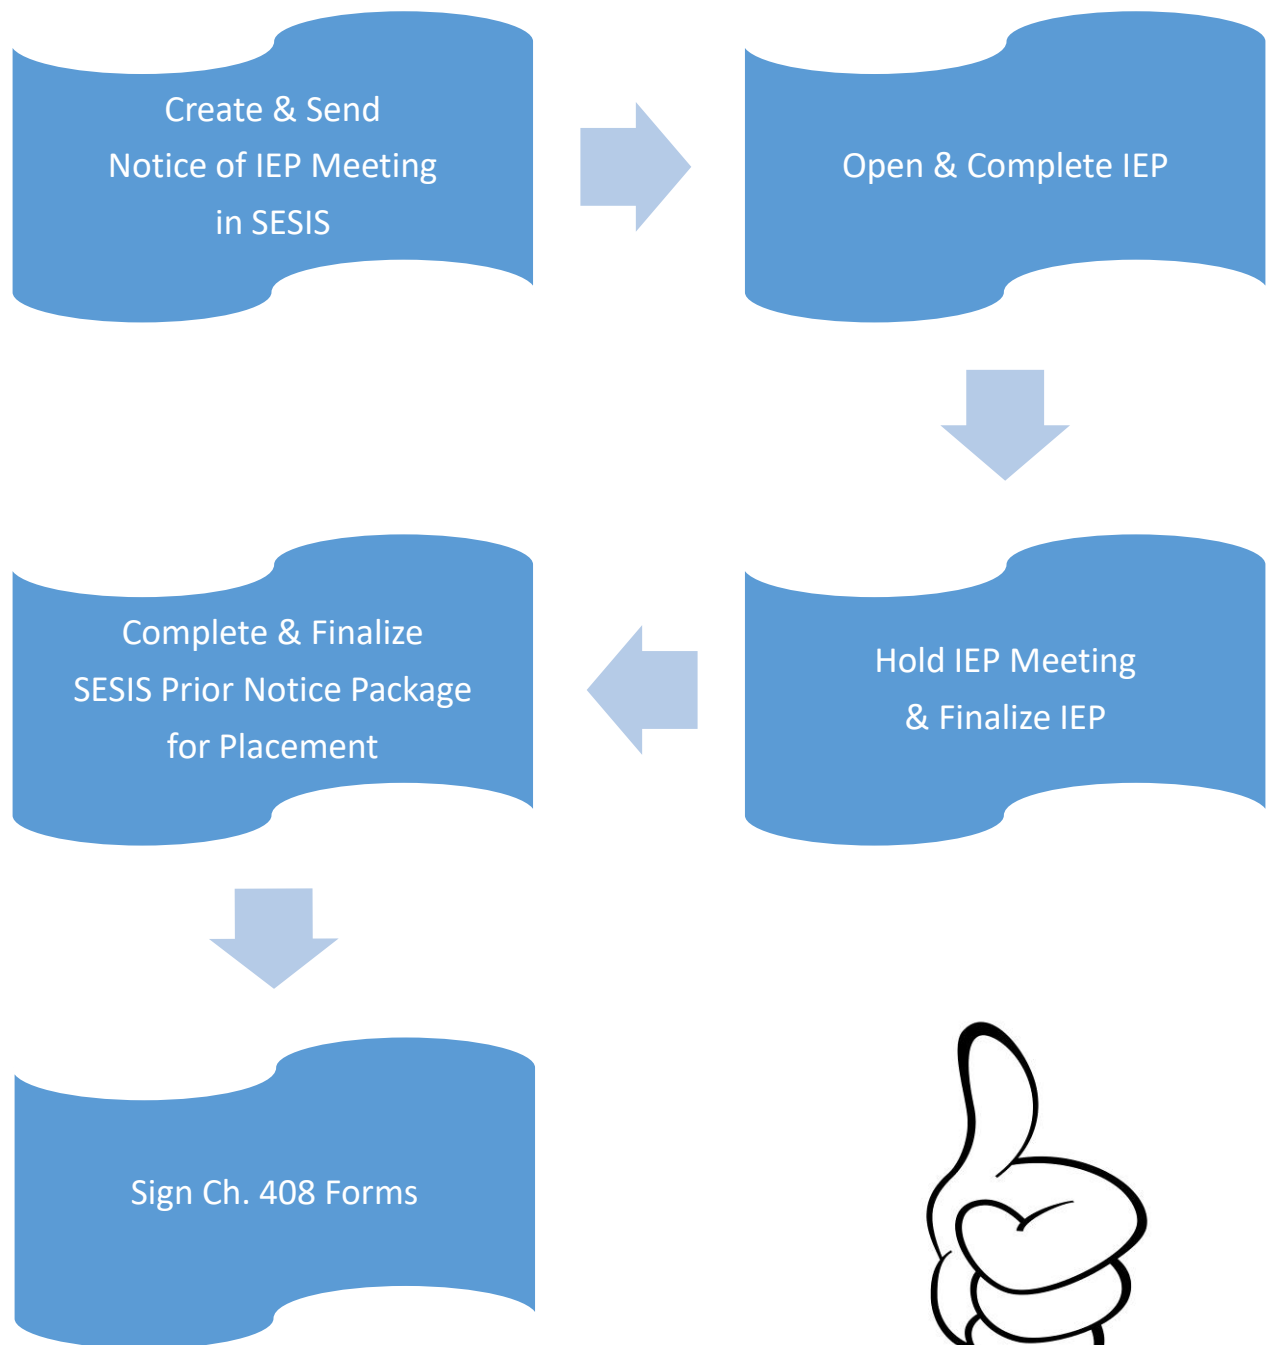 Create & Send
Notice of IEP Meeting
in SESIS
Open & Complete IEP
Hold IEP Meeting
& Finalize IEP
Complete & Finalize
SESIS Prior Notice Package
for Placement
Sign Ch. 408 Forms